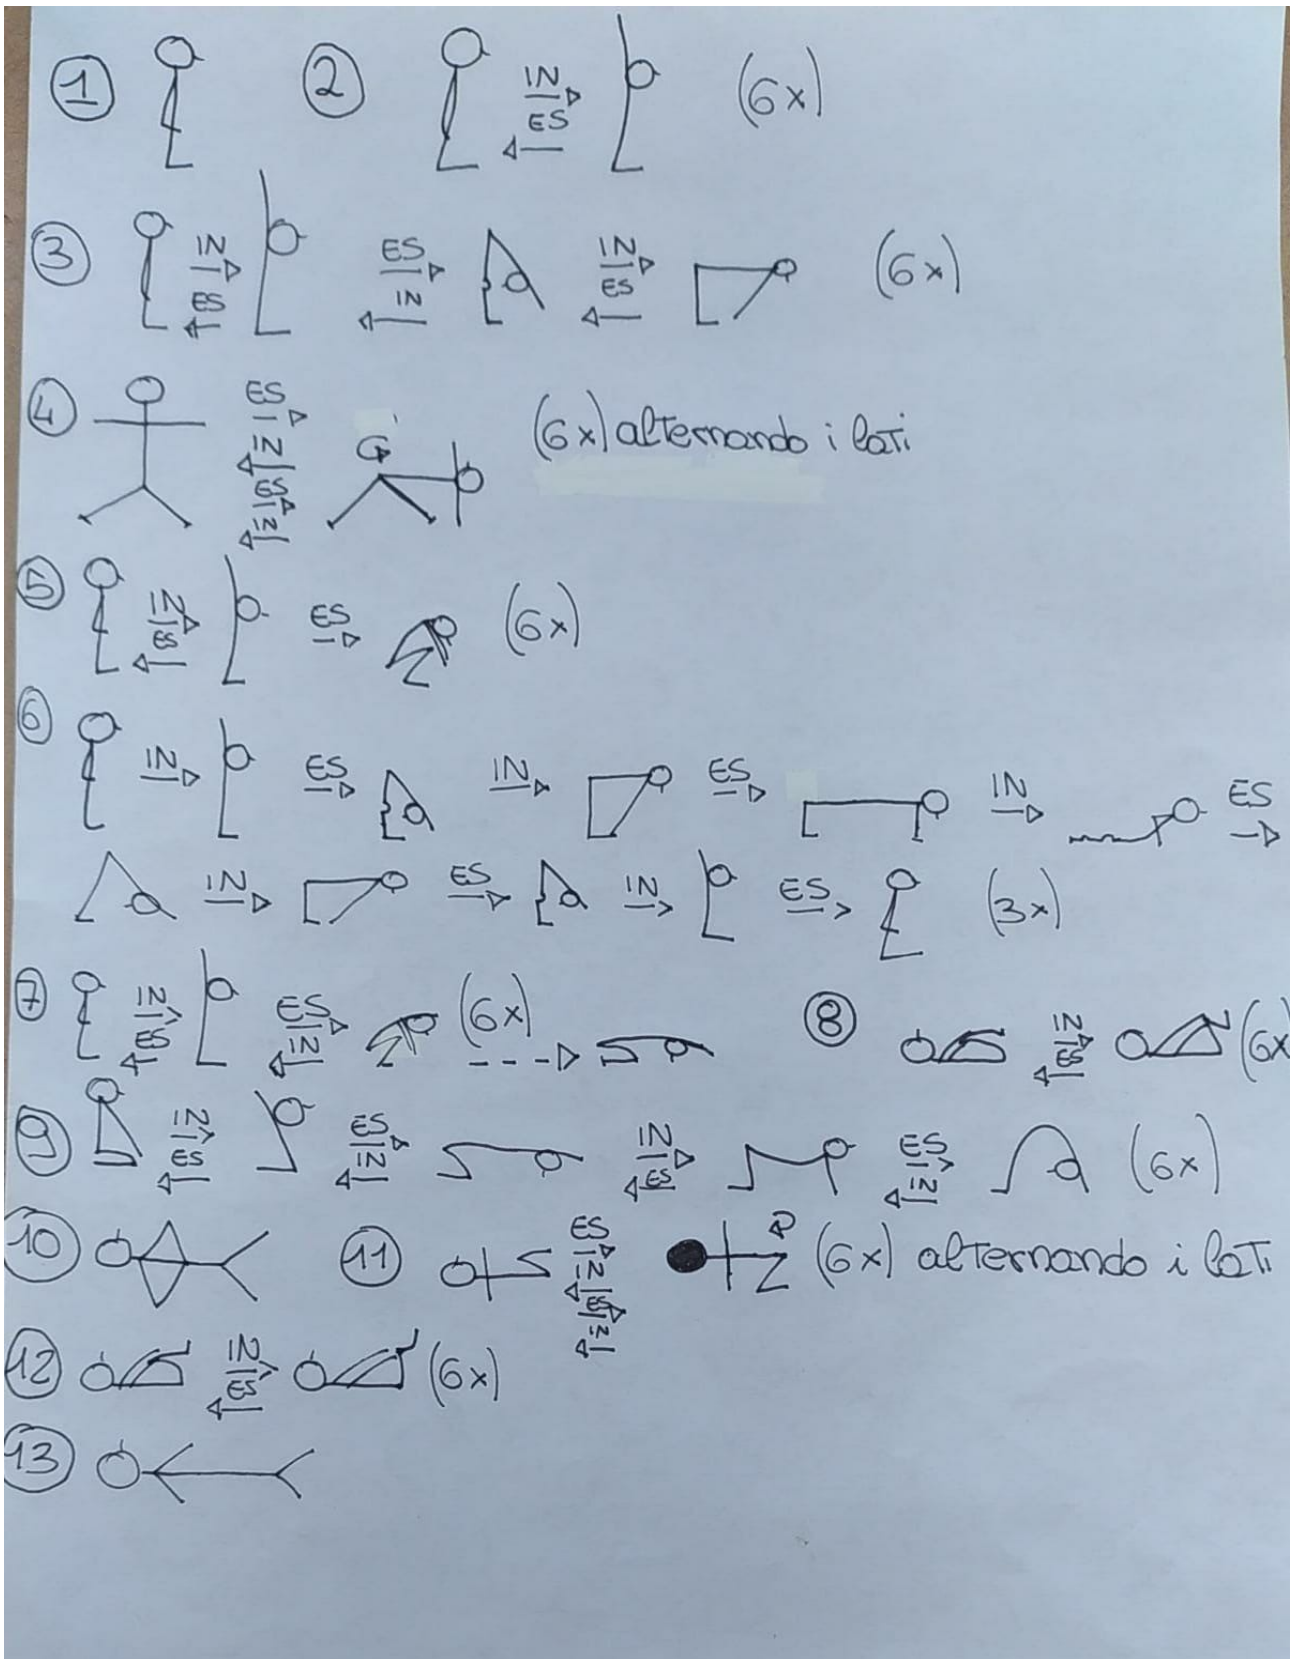 1 2 IN ES (6x)
3 IN ES ES IN IN ES (6x)
4 ES IN ES IN (6x) alternando i lati
5 IN ES ES (6x)
6 IN ES IN ES IN ES
IN ES IN ES (3x)
7 IN ES ES IN (6x) 8 IN ES (6x
9 IN ES ES IN IN ES ES IN (6x)
10 11 ES IN ES IN (6x) alternando i lati
12 IN ES (6x)
13